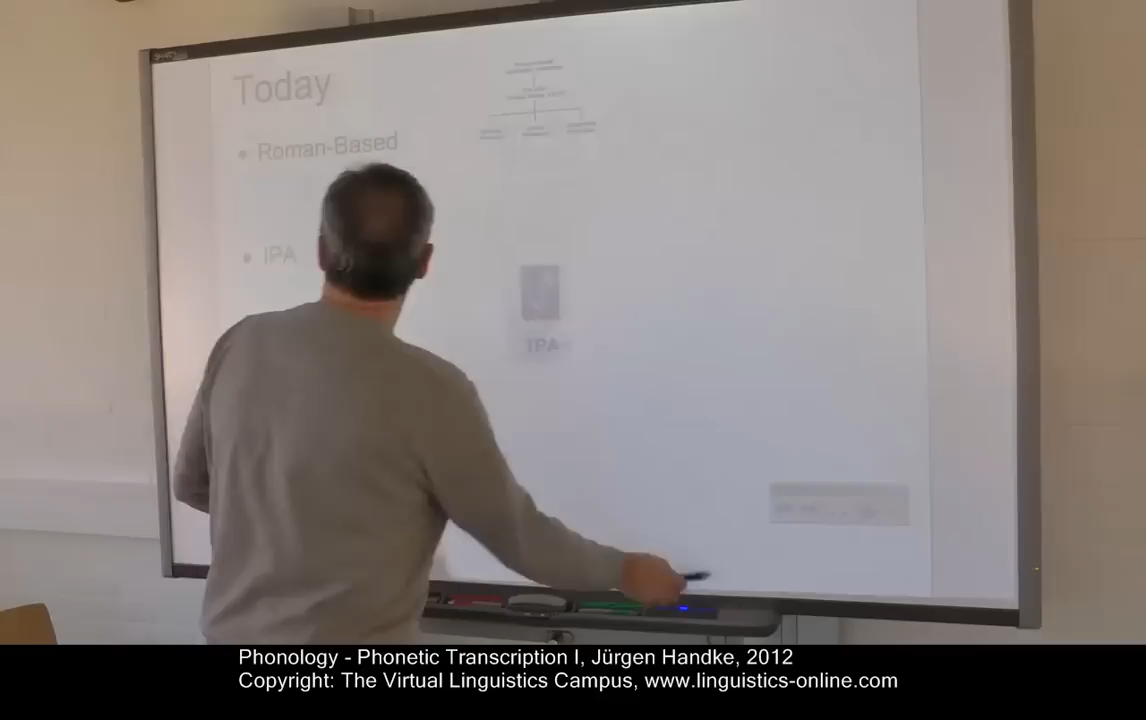 SMART
Today
• Roman-Based
• IPA
IPA
Phonology - Phonetic Transcription I, Jürgen Handke, 2012
Copyright: The Virtual Linguistics Campus, www.linguistics-online.com